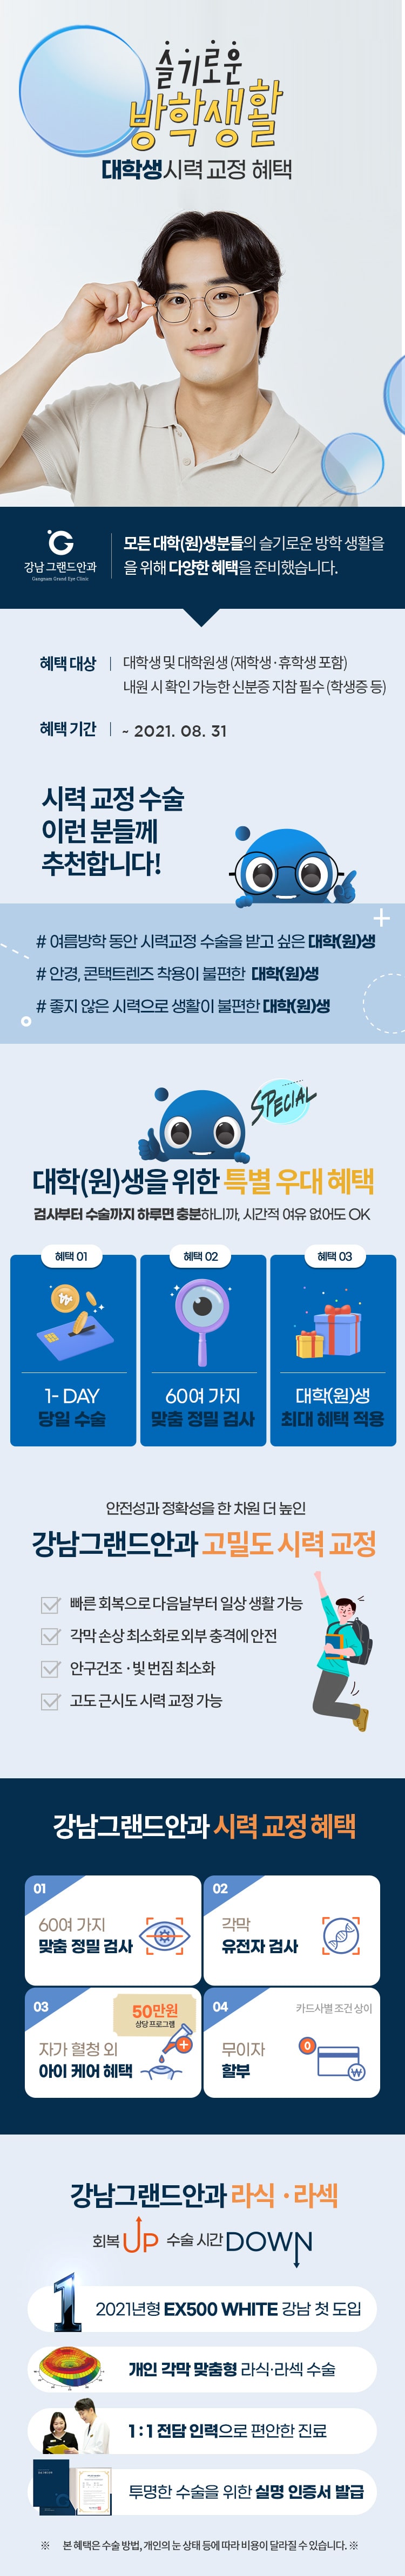 슬기로운
방학생활
대학생시력 교정 혜택
G
강남 그랜드안과
Gangnam Grand Eye Clinic
모든 대학(원)생분들의 슬기로운 방학 생활을
을 위해 다양한 혜택을 준비했습니다.
혜택 대상 | 대학생 및 대학원생 (재학생·휴학생 포함)
내원 시 확인 가능한 신분증 지참 필수 (학생증 등)
혜택 기간 | ~ 2021. 08. 31
시력 교정 수술
이런 분들께
추천합니다!
# 여름방학 동안 시력교정 수술을 받고 싶은 대학(원)생
# 안경, 콘택트렌즈 착용이 불편한 대학(원)생
# 좋지 않은 시력으로 생활이 불편한 대학(원)생
SPECIAL
대학(원)생을 위한 특별 우대 혜택
검사부터 수술까지 하루면 충분하니까, 시간적 여유 없어도 OK
혜택 01
1- DAY
당일 수술
혜택 02
60여 가지
맞춤 정밀 검사
혜택 03
대학(원)생
최대 혜택 적용
안전성과 정확성을 한 차원 더 높인
강남그랜드안과 고밀도 시력 교정
빠른 회복으로 다음날부터 일상 생활 가능
각막 손상 최소화로 외부 충격에 안전
안구건조 · 빛 번짐 최소화
고도 근시도 시력 교정 가능
강남그랜드안과 시력 교정 혜택
01
60여 가지
맞춤 정밀 검사
02
각막
유전자 검사
03
50만원
상담 프로그램
자가 혈청 외
아이 케어 혜택
04
카드사별 조건 상이
무이자
할부
0
₩
강남그랜드안과 라식 · 라섹
회복 UP 수술 시간 DOWN
1
2021년형 EX500 WHITE 강남 첫 도입
개인 각막 맞춤형 라식·라섹 수술
1 : 1 전담 인력으로 편안한 진료
투명한 수술을 위한 실명 인증서 발급
※ 본 혜택은 수술 방법, 개인의 눈 상태 등에 따라 비용이 달라질 수 있습니다. ※